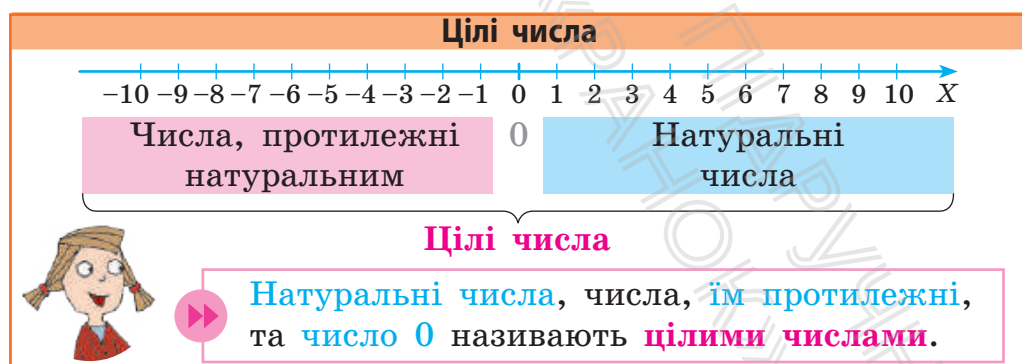 Цілі числа
−10 −9 −8 −7 −6 −5 −4 −3 −2 −1 0 1 2 3 4 5 6 7 8 9 10 X
Числа, протилежні 0 Натуральні
натуральним числа
Цілі числа
Натуральні числа, числа, їм протилежні,
та число 0 називають цілими числами.